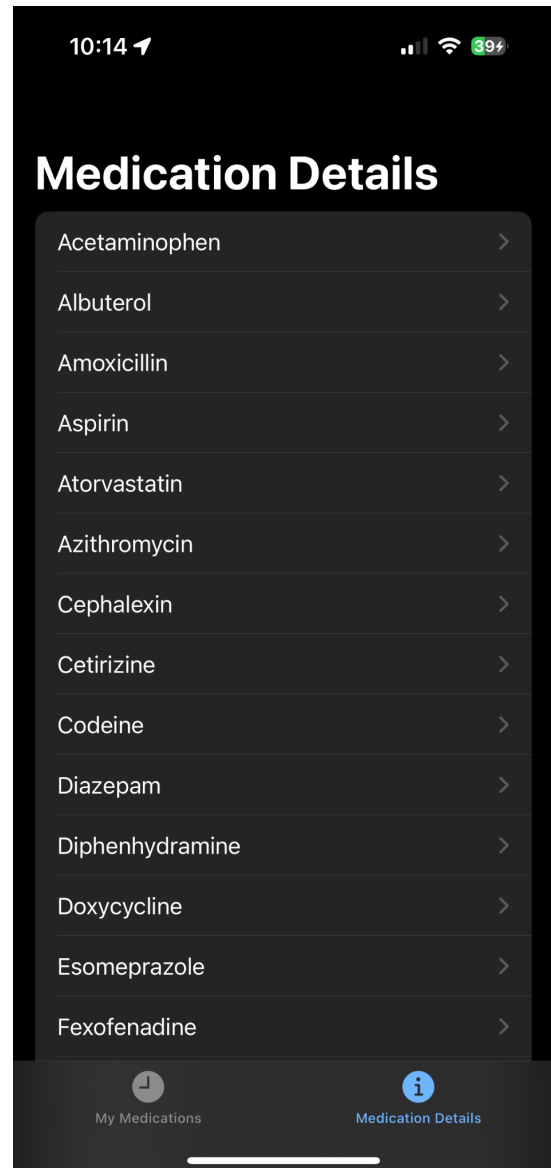 10:14
39
Medication Details
Acetaminophen
Albuterol
Amoxicillin
Aspirin
Atorvastatin
Azithromycin
Cephalexin
Cetirizine
Codeine
Diazepam
Diphenhydramine
Doxycycline
Esomeprazole
Fexofenadine
My Medications
Medication Details